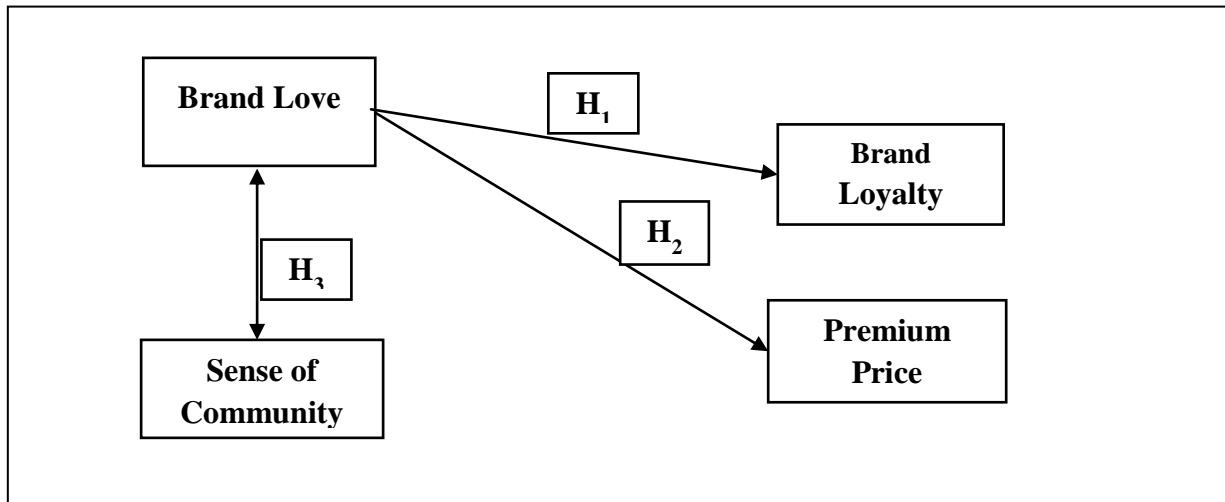 Brand Love
H₁
Brand
Loyalty
H₂
H₃
Premium
Price
Sense of
Community